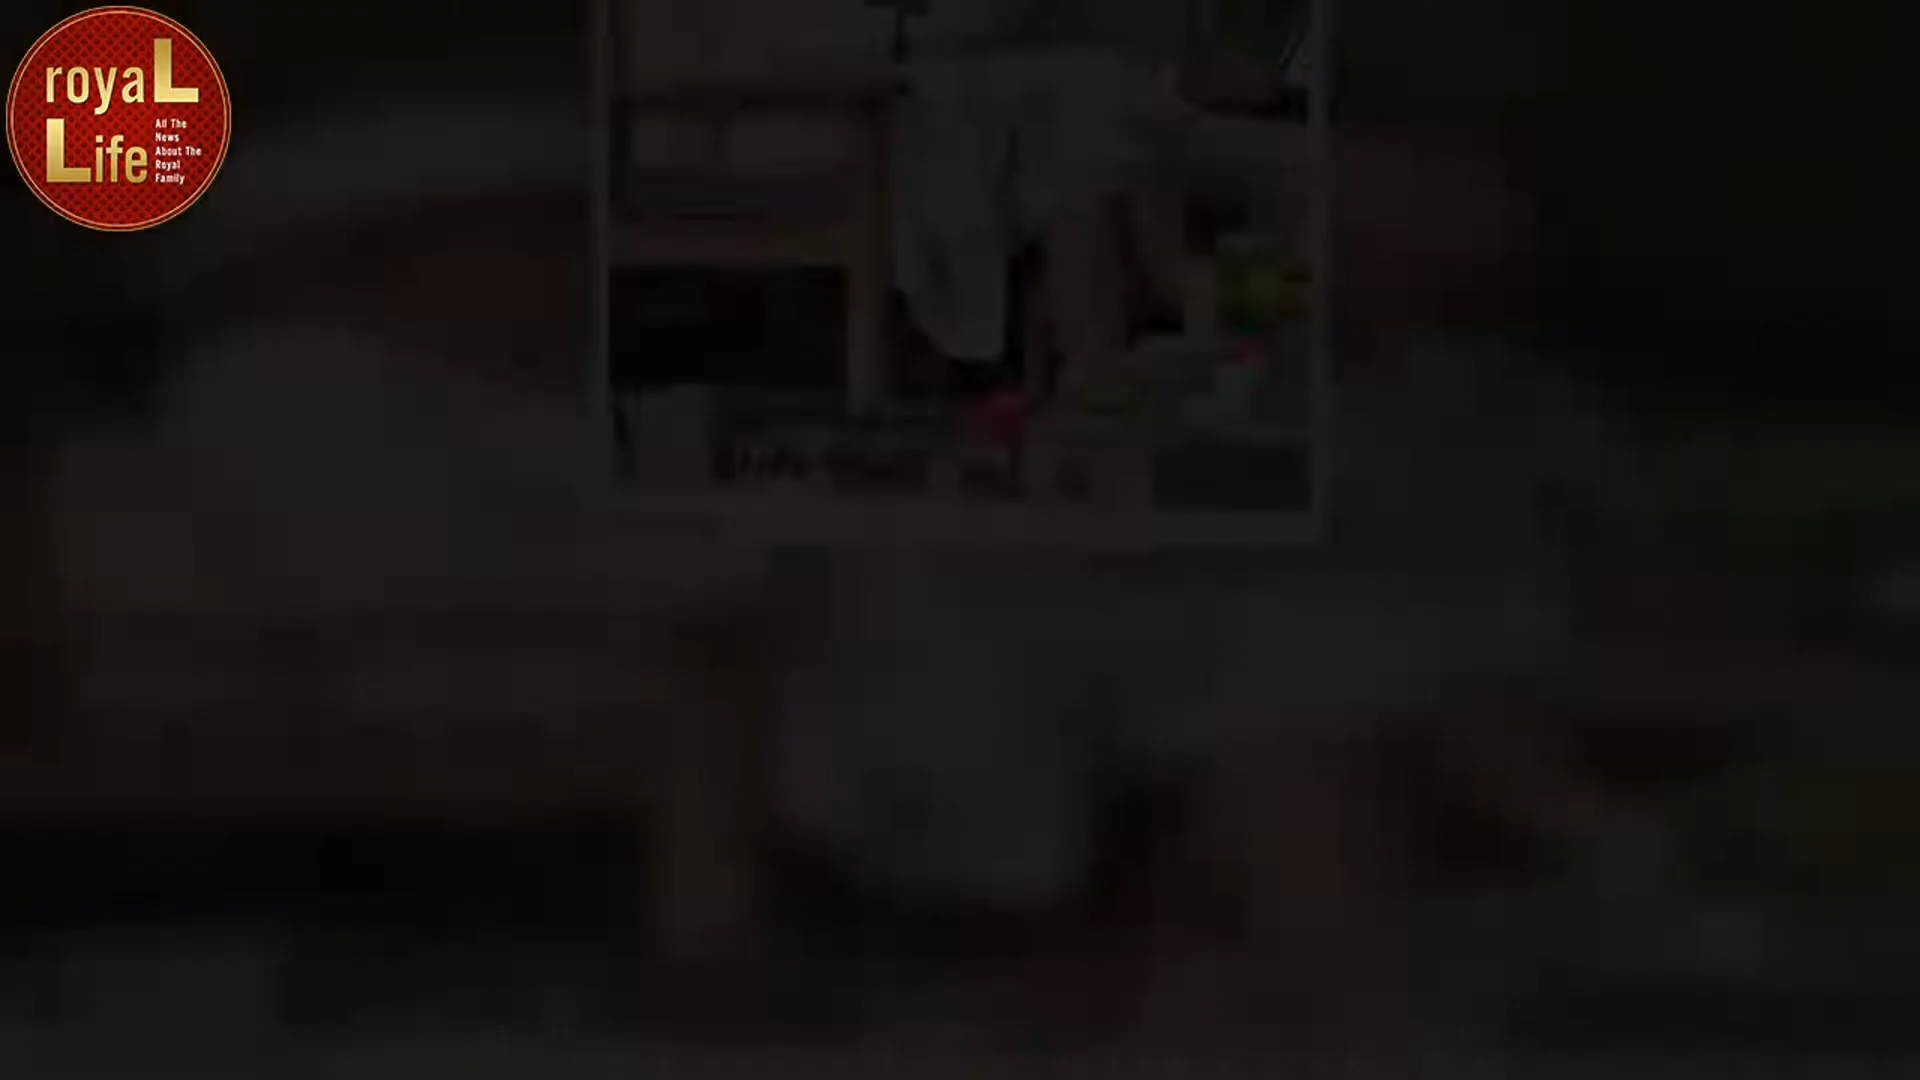 royaL
Life
All The
News
About The
Royal
Family